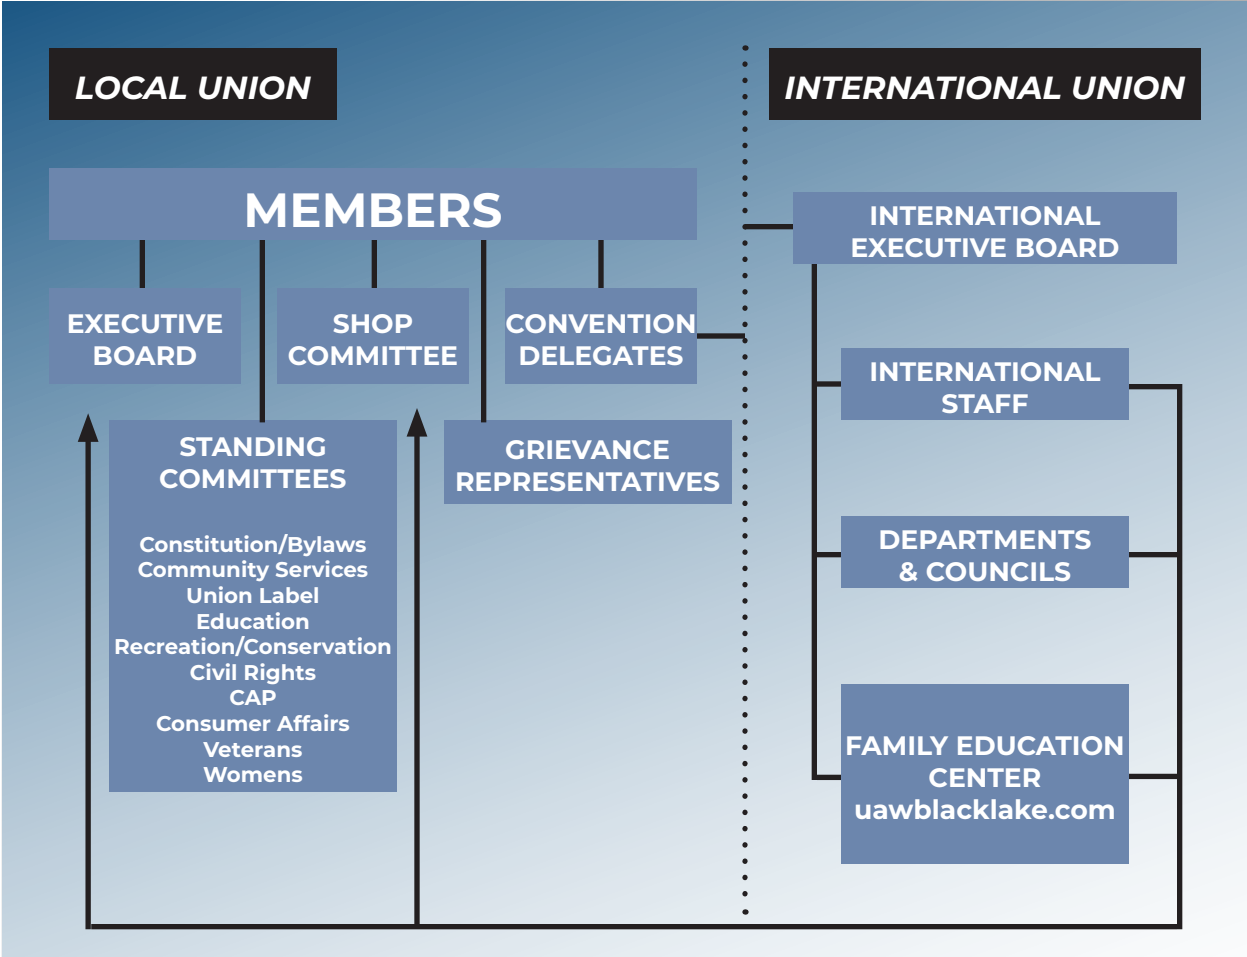 LOCAL UNION
INTERNATIONAL UNION
MEMBERS
EXECUTIVE
BOARD
SHOP
COMMITTEE
CONVENTION
DELEGATES
STANDING
COMMITTEES
Constitution/Bylaws
Community Services
Union Label
Education
Recreation/Conservation
Civil Rights
CAP
Consumer Affairs
Veterans
Womens
GRIEVANCE
REPRESENTATIVES
INTERNATIONAL
EXECUTIVE BOARD
INTERNATIONAL
STAFF
DEPARTMENTS
& COUNCILS
FAMILY EDUCATION
CENTER
uawblacklake.com